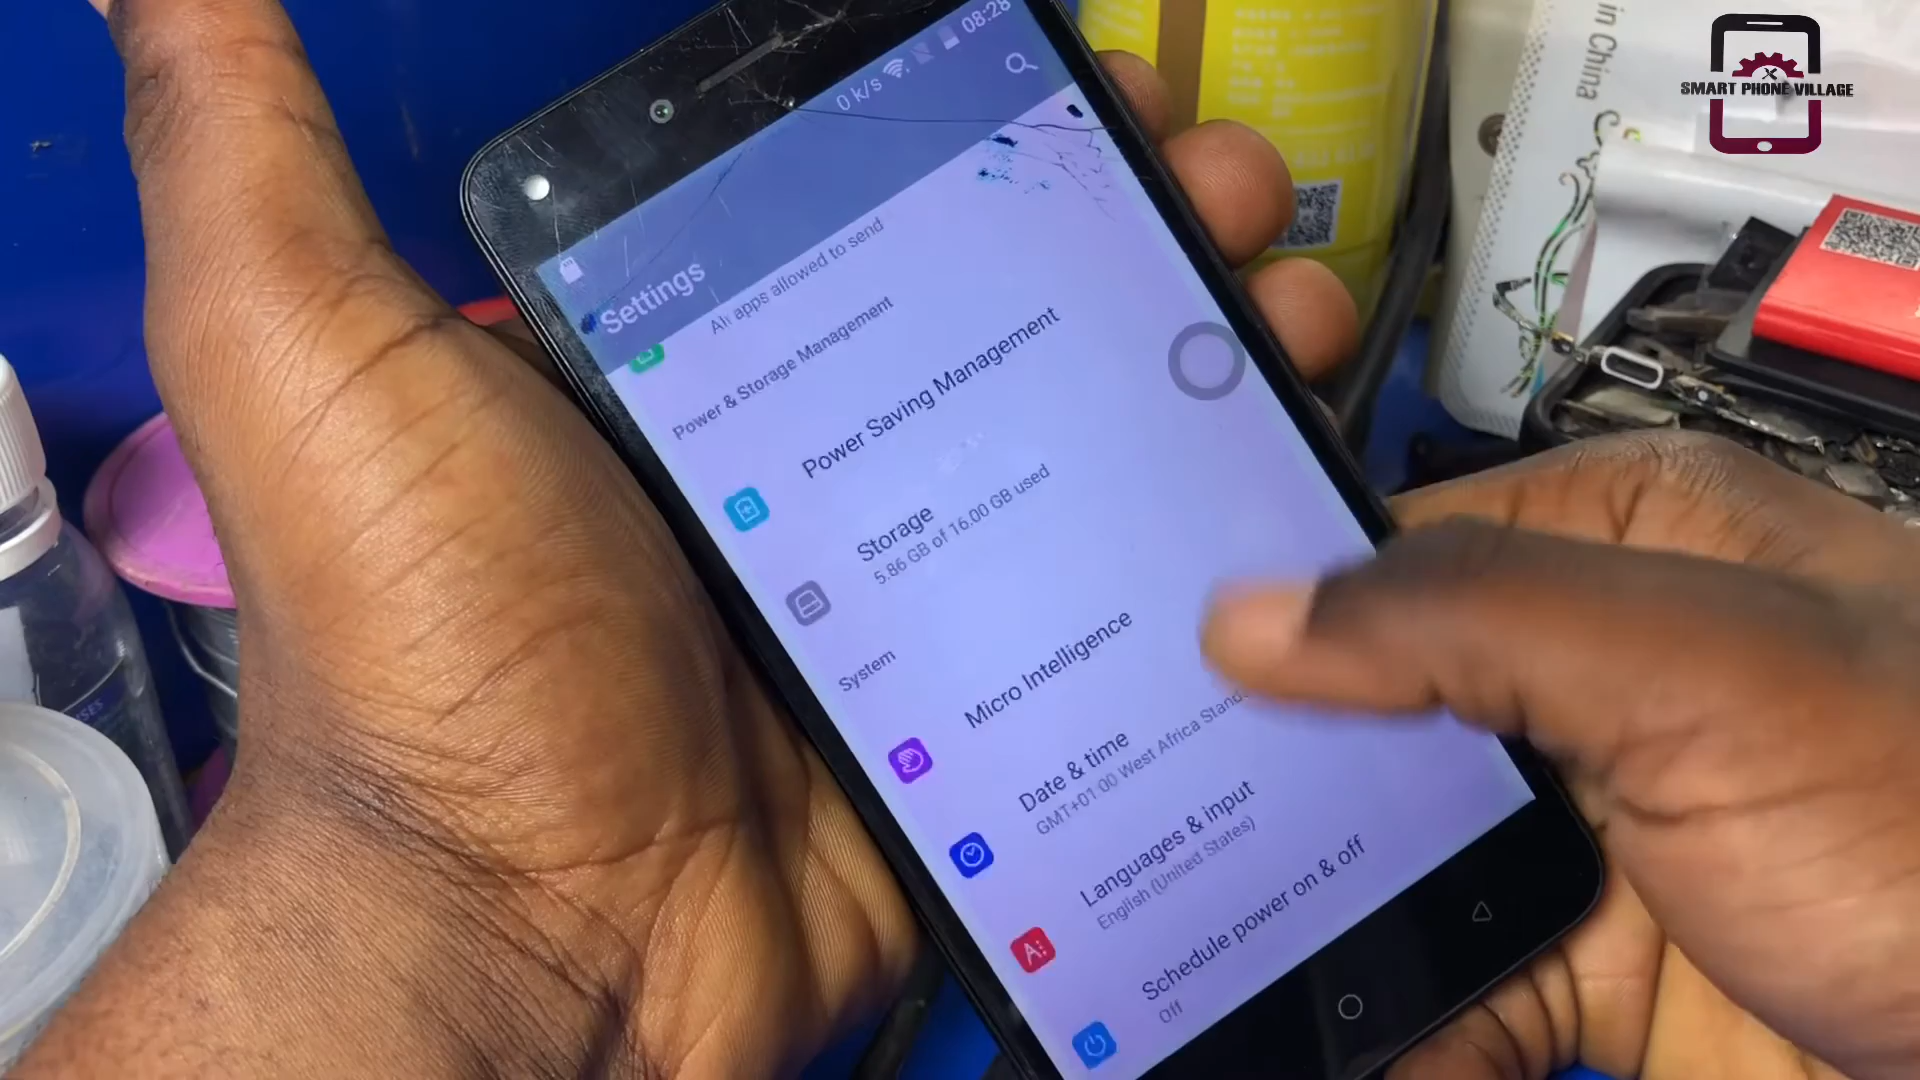 08:28
0 k/s
Settings
All apps allowed to send
Power & Storage Management
Power Saving Management
Storage
5.86 GB of 16.00 GB used
System
Micro Intelligence
Date & time
GMT+01:00 West Africa Stand
Languages & input
English (United States)
Schedule power on & off
Off
in China
SMART PHONE VILLAGE